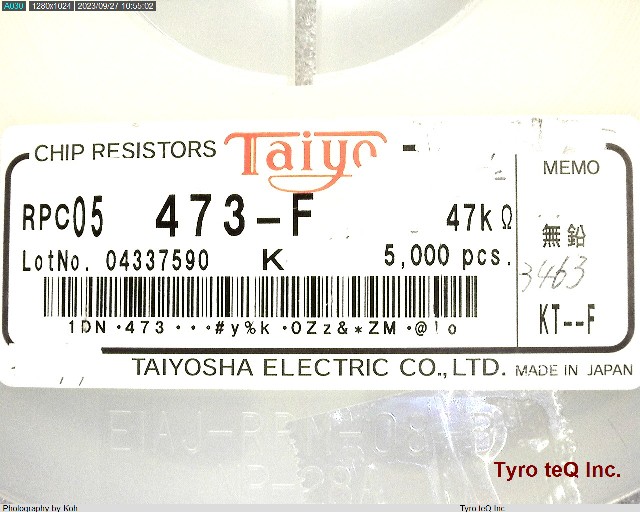 A030 1280x1024 2023/09/27 10:55:02
CHIP RESISTORS Taiyo
MEMO
RPC05 473-F 47kΩ
無鉛
LotNo. 04337590 K 5,000 pcs.
3463
KT--F
1DN·473···#y%k·OZz&*ZM·@!o
TAIYOSHA ELECTRIC CO.,LTD. MADE IN JAPAN
Tyro teQ Inc.
Photography by Koh Tyro teQ Inc